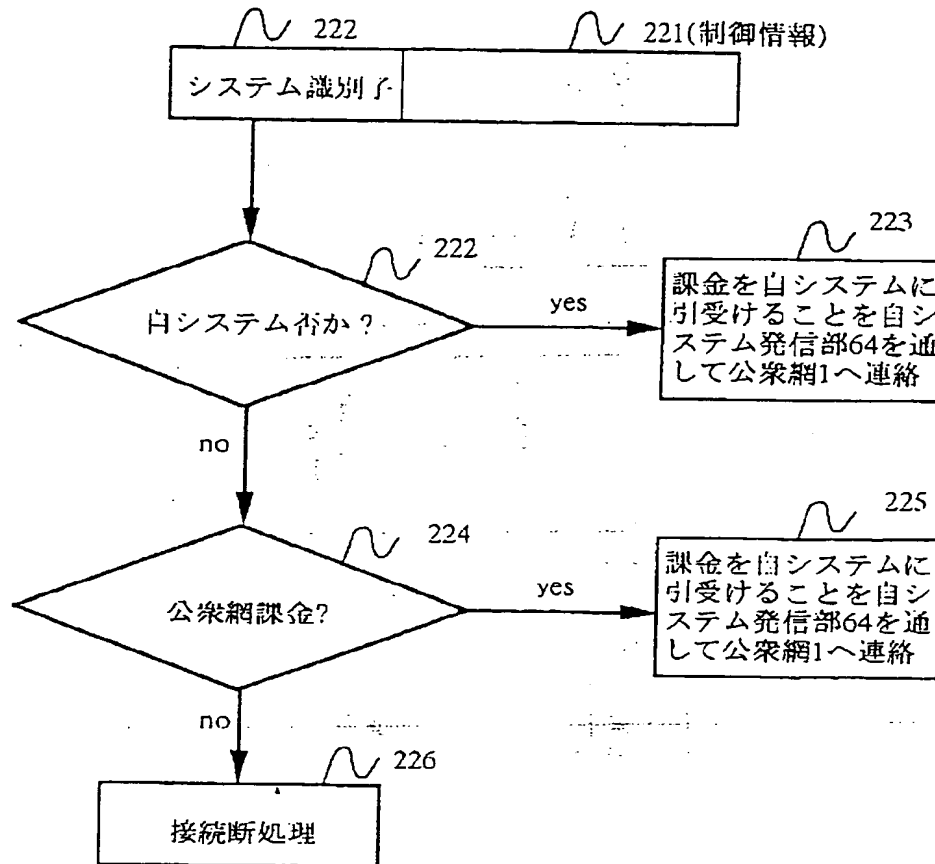 222
221(制御情報)
システム識別子
222
自システム否か?
yes
223
課金を自システムに
引受けることを自シ
ステム発信部64を通
して公衆網1へ連絡
no
224
公衆網課金?
yes
225
課金を自システムに
引受けることを自シ
ステム発信部64を通
して公衆網1へ連絡
no
226
接続断処理